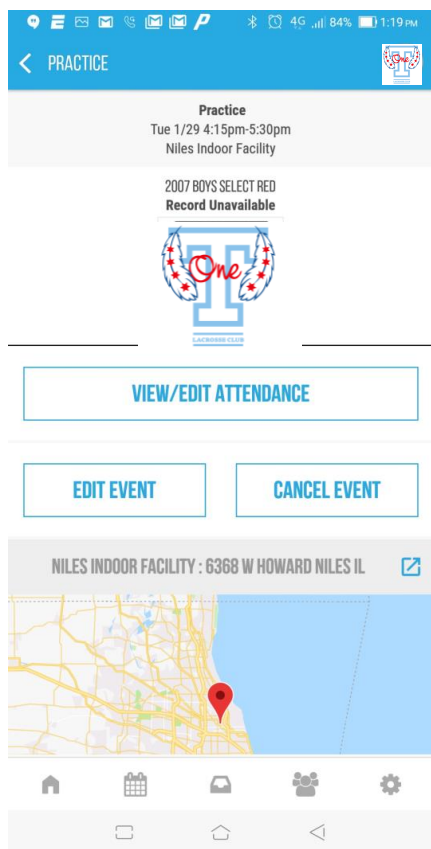 4G 84% 1:19 PM
PRACTICE
One
Practice
Tue 1/29 4:15pm-5:30pm
Niles Indoor Facility
2007 BOYS SELECT RED
Record Unavailable
One
LACROSSE CLUB
VIEW/EDIT ATTENDANCE
EDIT EVENT CANCEL EVENT
NILES INDOOR FACILITY : 6368 W HOWARD NILES IL